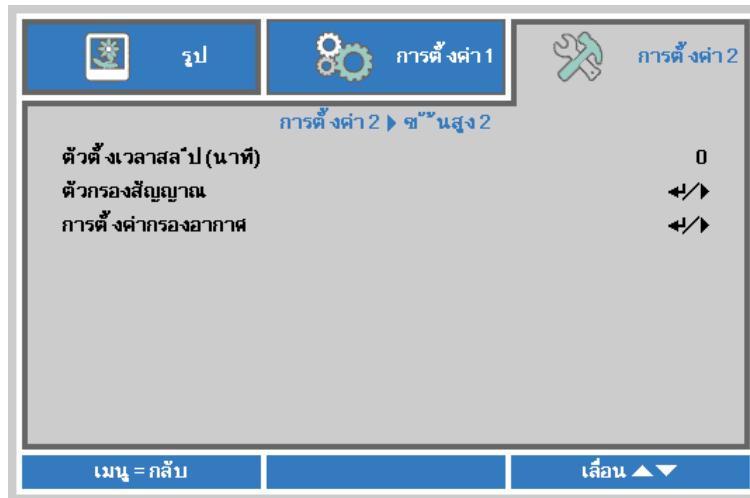 รูป
การตั้งค่า 1
การตั้งค่า 2
การตั้งค่า 2 ▶ ขั้นสูง 2
ตัวตั้งเวลาสลีป (นาที) 0
ตัวกรองสัญญาณ ↵/▶
การตั้งค่ากรองอากาศ ↵/▶
เมนู = กลับ
เลื่อน ▲▼